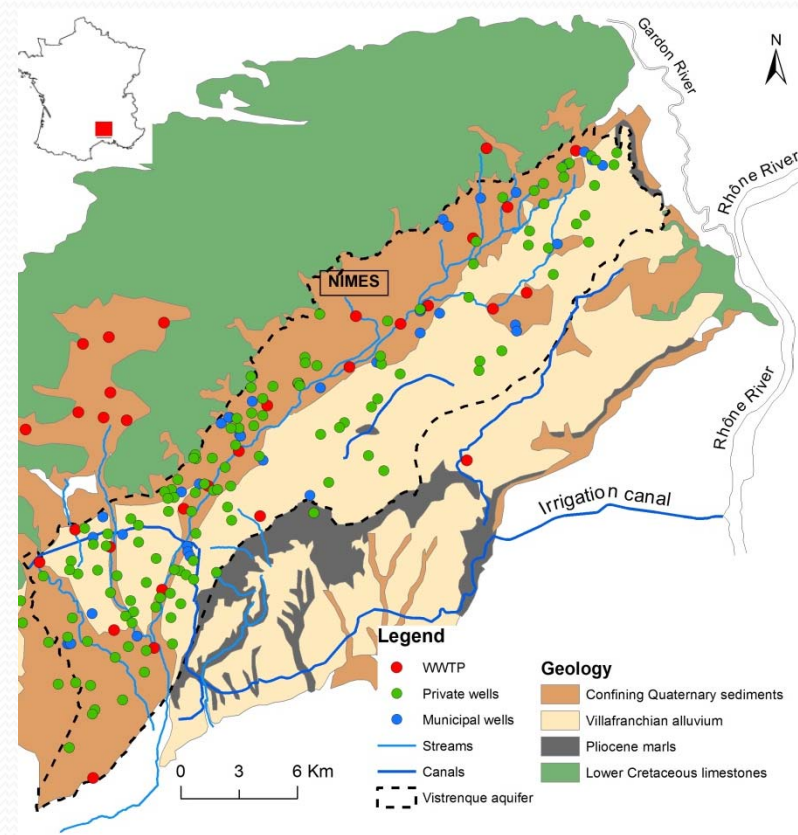 N
Gardon River
Rhône River
NIMES
Rhône River
Irrigation canal
Legend
WWTP
Private wells
Municipal wells
Streams
Canals
Vistrenque aquifer
0 3 6 Km
Geology
Confining Quaternary sediments
Villafranchian alluvium
Pliocene marls
Lower Cretaceous limestones